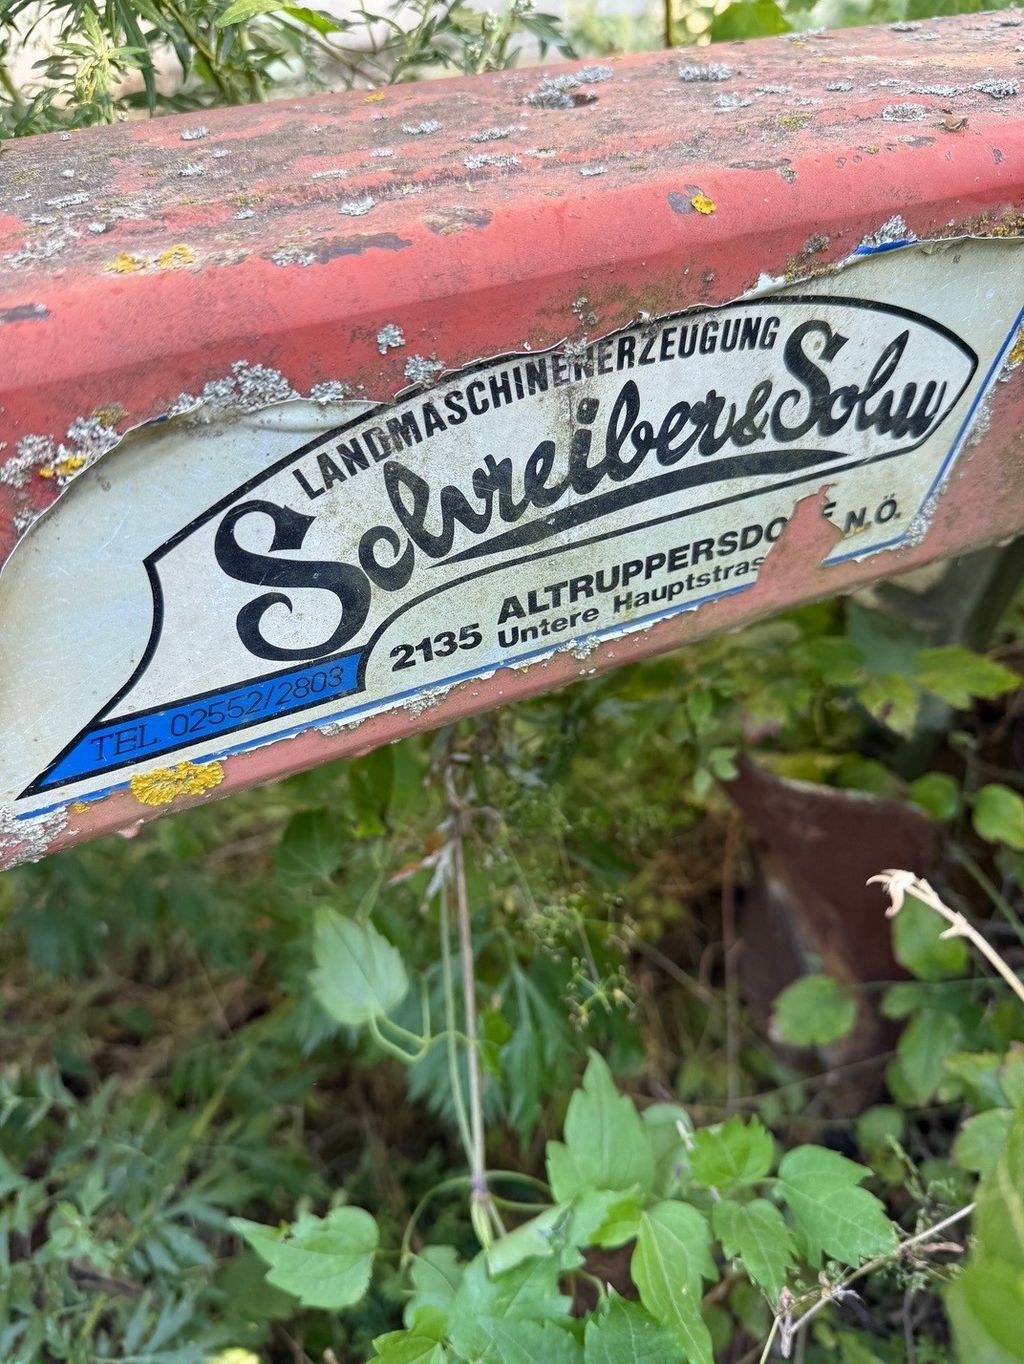 LANDMASCHINENERZEUGUNG
Schreiber & Sohn
2135 ALTRUPPERSDORF N.Ö.
Untere Hauptstras
TEL. 02552/2803